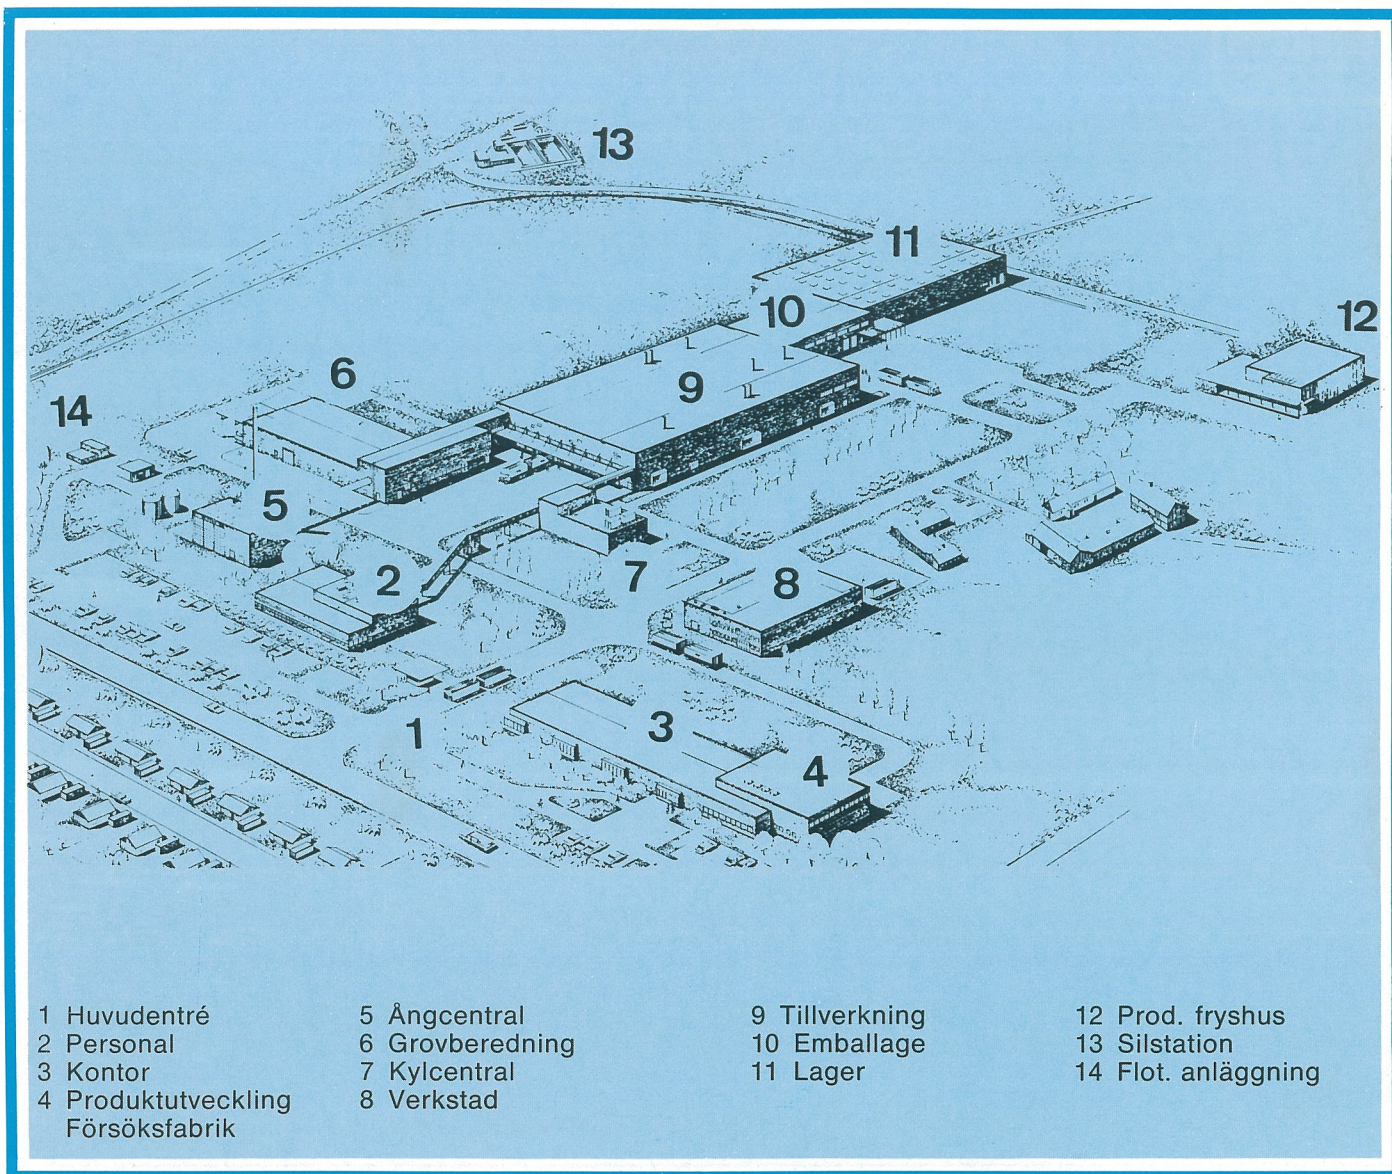 13
11
10
12
6
9
14
5
2
7
8
1
3
4
1 Huvudentré
2 Personal
3 Kontor
4 Produktutveckling
Försöksfabrik
5 Ångcentral
6 Grovberedning
7 Kylcentral
8 Verkstad
9 Tillverkning
10 Emballage
11 Lager
12 Prod. fryshus
13 Silstation
14 Flot. anläggning